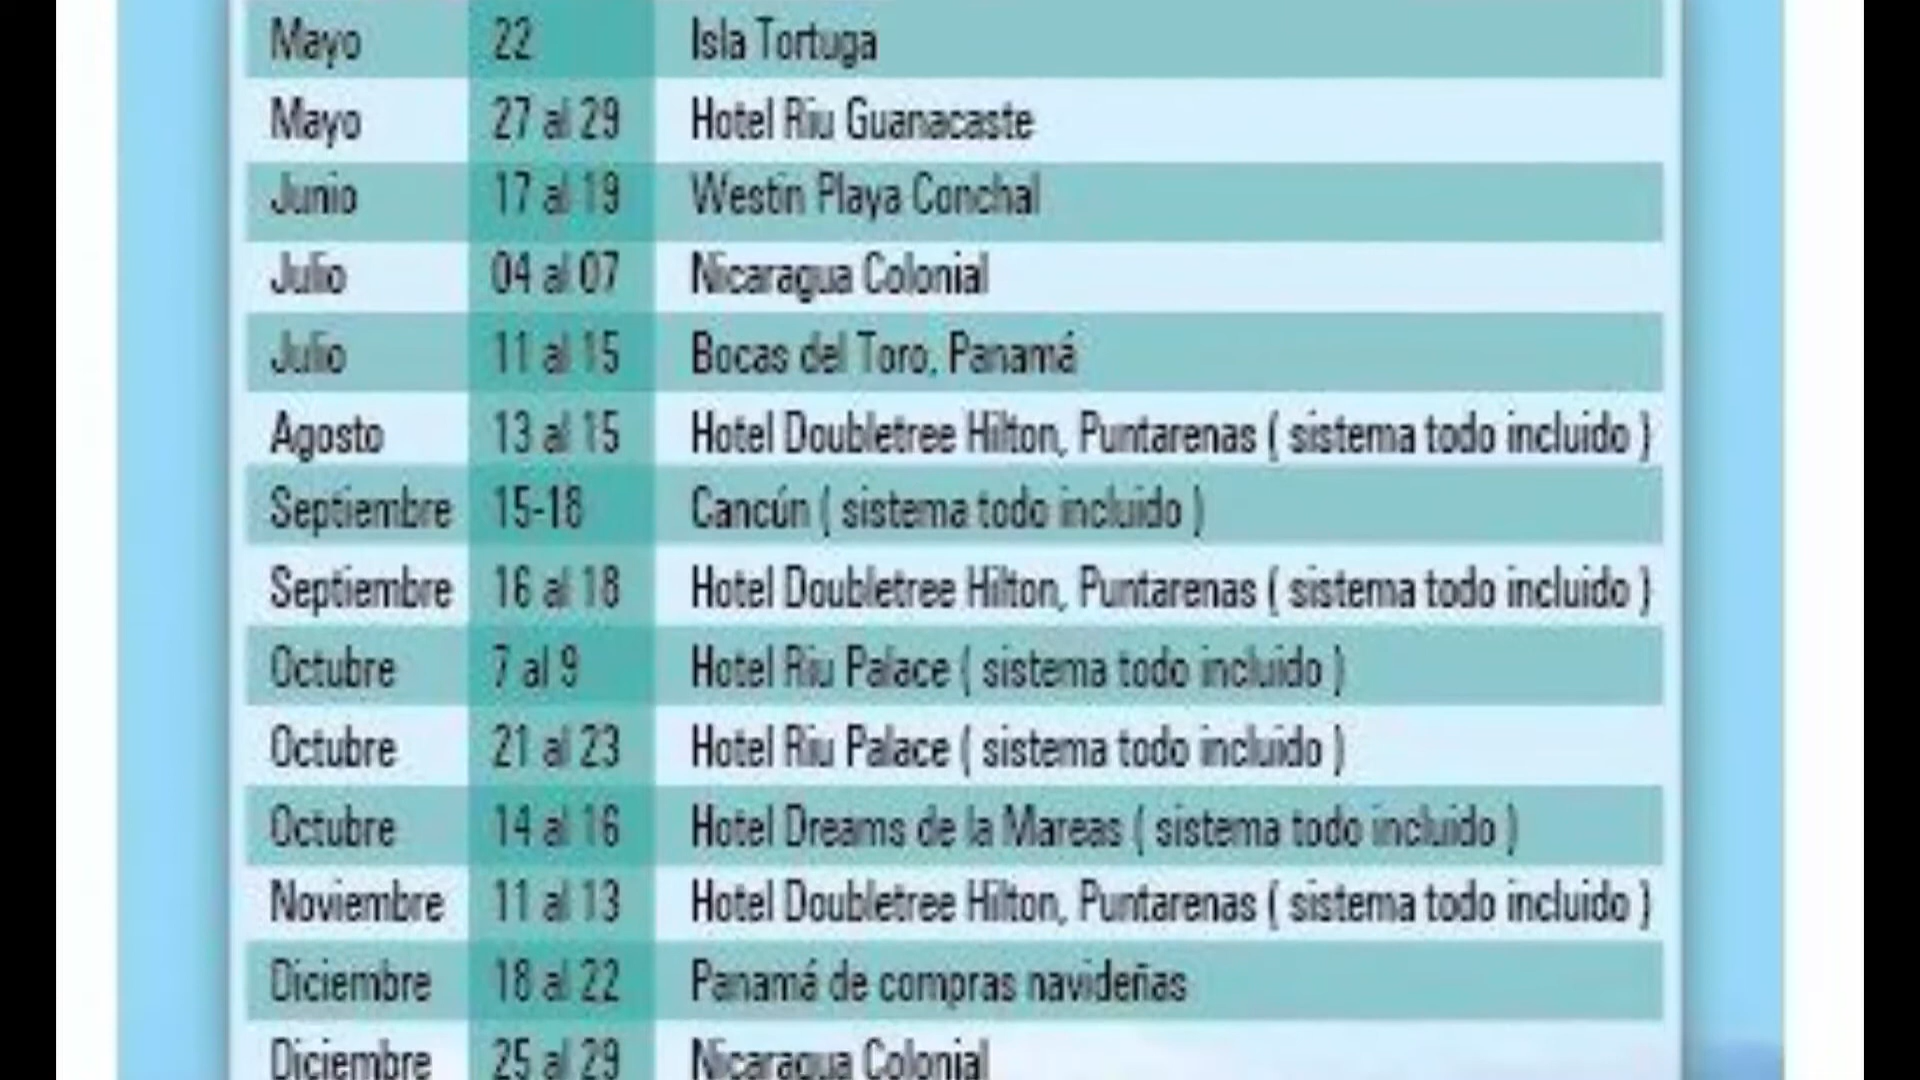 Mayo 22 Isla Tortuga
Mayo 27 al 29 Hotel Riu Guanacaste
Junio 17 al 19 Westin Playa Conchal
Julio 04 al 07 Nicaragua Colonial
Julio 11 al 15 Bocas del Toro, Panamá
Agosto 13 al 15 Hotel Doubletree Hilton, Puntarenas ( sistema todo incluido )
Septiembre 15-18 Cancún ( sistema todo incluido )
Septiembre 16 al 18 Hotel Doubletree Hilton, Puntarenas ( sistema todo incluido )
Octubre 7 al 9 Hotel Riu Palace ( sistema todo incluido )
Octubre 21 al 23 Hotel Riu Palace ( sistema todo incluido )
Octubre 14 al 16 Hotel Dreams de la Mareas ( sistema todo incluido )
Noviembre 11 al 13 Hotel Doubletree Hilton, Puntarenas ( sistema todo incluido )
Diciembre 18 al 22 Panamá de compras navideñas
Diciembre 25 al 29 Nicaragua Colonial